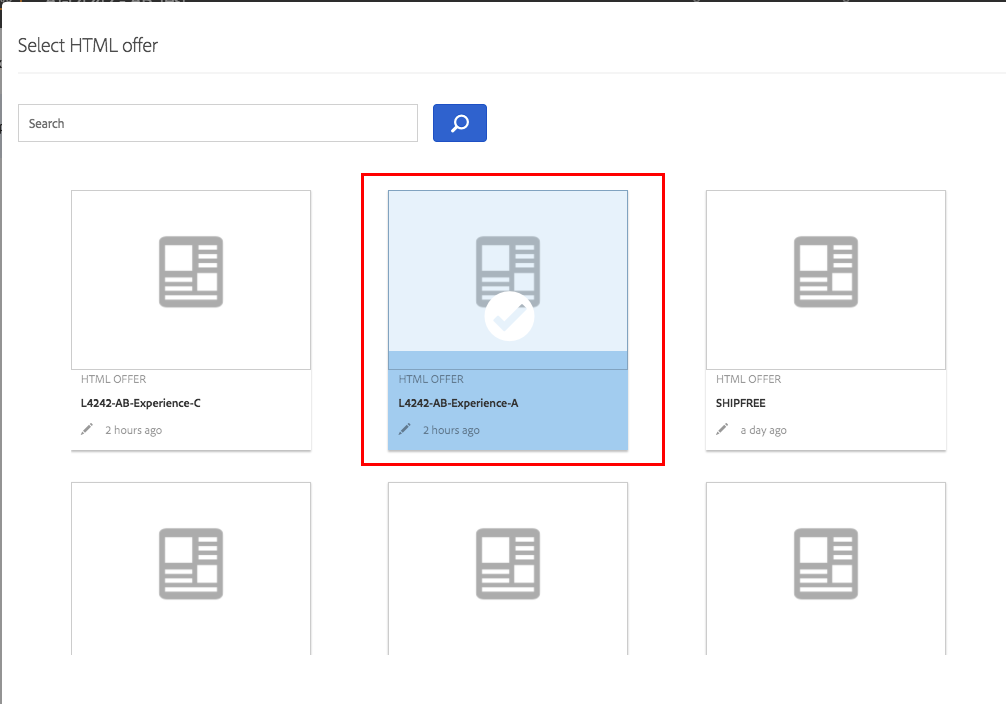 Select HTML offer
Search
HTML OFFER
L4242-AB-Experience-C
2 hours ago
HTML OFFER
L4242-AB-Experience-A
2 hours ago
HTML OFFER
SHIPFREE
a day ago